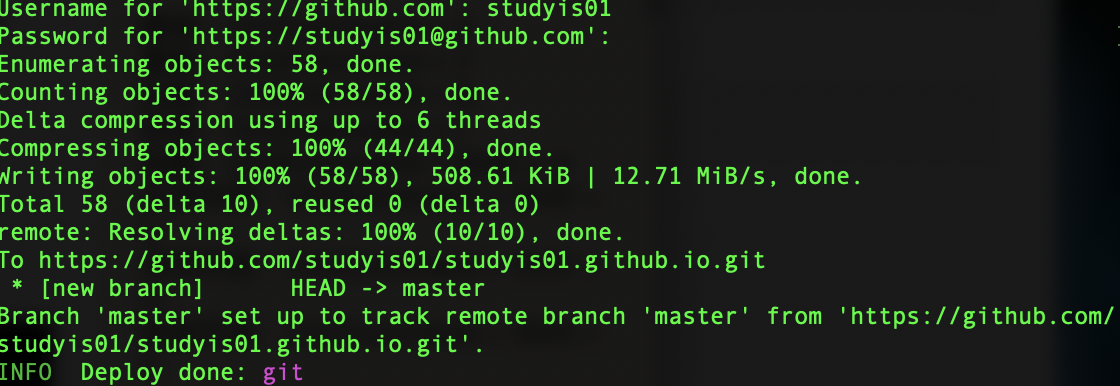 Username for 'https://github.com': studyis01
Password for 'https://studyis01@github.com':
Enumerating objects: 58, done.
Counting objects: 100% (58/58), done.
Delta compression using up to 6 threads
Compressing objects: 100% (44/44), done.
Writing objects: 100% (58/58), 508.61 KiB | 12.71 MiB/s, done.
Total 58 (delta 10), reused 0 (delta 0)
remote: Resolving deltas: 100% (10/10), done.
To https://github.com/studyis01/studyis01.github.io.git
 * [new branch]      HEAD -> master
Branch 'master' set up to track remote branch 'master' from 'https://github.com/
studyis01/studyis01.github.io.git'.
INFO  Deploy done: git